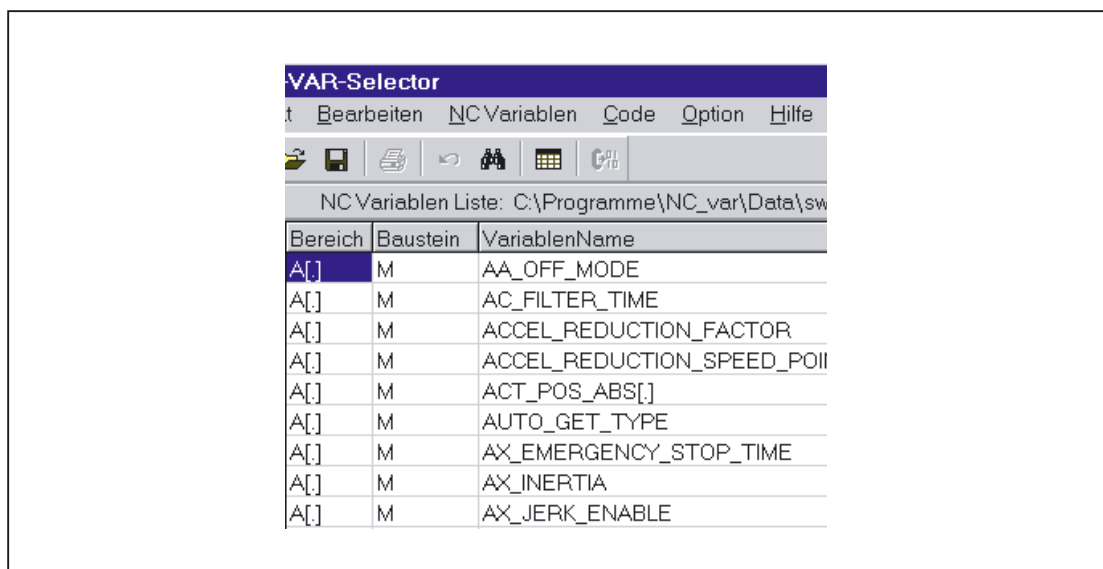 -VAR-Selector
t Bearbeiten NC Variablen Code Option Hilfe
NC Variablen Liste: C:\Programme\NC_var\Data\sw
Bereich Baustein VariablenName
A[.] M AA_OFF_MODE
A[.] M AC_FILTER_TIME
A[.] M ACCEL_REDUCTION_FACTOR
A[.] M ACCEL_REDUCTION_SPEED_POI
A[.] M ACT_POS_ABS[.]
A[.] M AUTO_GET_TYPE
A[.] M AX_EMERGENCY_STOP_TIME
A[.] M AX_INERTIA
A[.] M AX_JERK_ENABLE